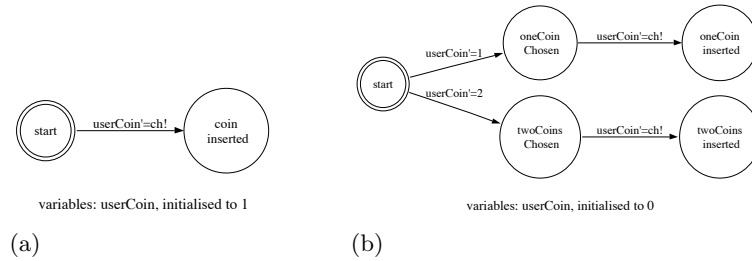 start
userCoin'=ch!
coin
inserted
variables: userCoin, initialised to 1
(a)
start
userCoin'=1
userCoin'=2
oneCoin
Chosen
userCoin'=ch!
oneCoin
inserted
twoCoins
Chosen
userCoin'=ch!
twoCoins
inserted
variables: userCoin, initialised to 0
(b)